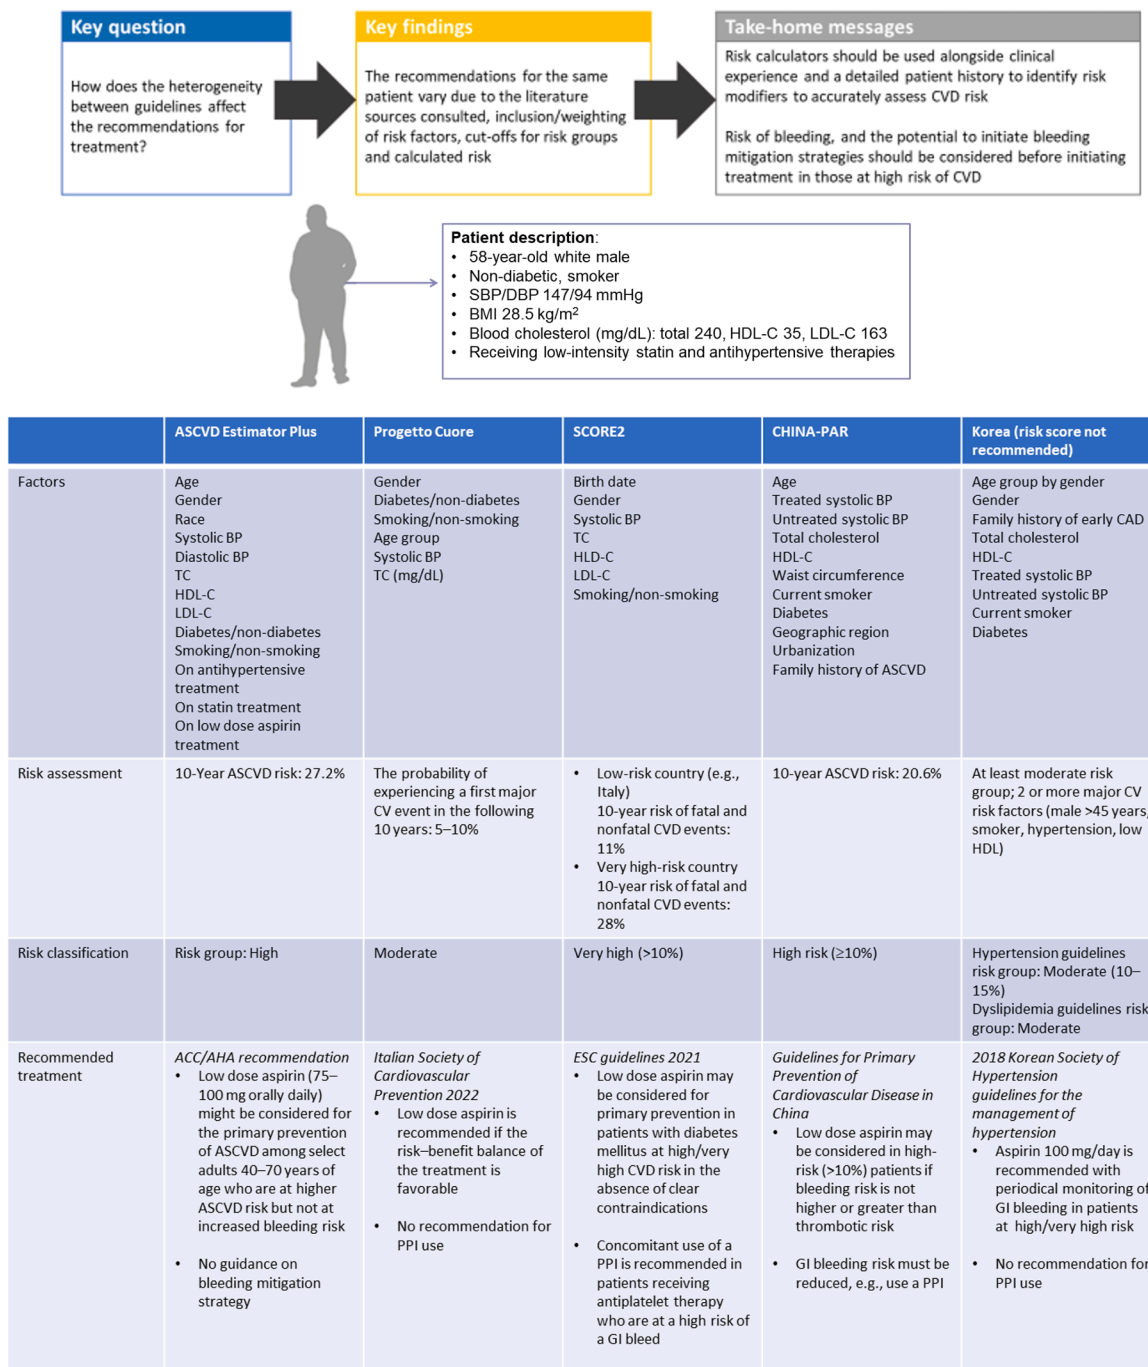 Key question
How does the heterogeneity
between guidelines affect
the recommendations for
treatment?
Key findings
The recommendations for the same
patient vary due to the literature
sources consulted, inclusion/weighting
of risk factors, cut-offs for risk groups
and calculated risk
Take-home messages
Risk calculators should be used alongside clinical
experience and a detailed patient history to identify risk
modifiers to accurately assess CVD risk
Risk of bleeding, and the potential to initiate bleeding
mitigation strategies should be considered before initiating
treatment in those at high risk of CVD
Patient description:
• 58-year-old white male
• Non-diabetic, smoker
• SBP/DBP 147/94 mmHg
• BMI 28.5 kg/m²
• Blood cholesterol (mg/dL): total 240, HDL-C 35, LDL-C 163
• Receiving low-intensity statin and antihypertensive therapies
ASCVD Estimator Plus
Progetto Cuore
SCORE2
CHINA-PAR
Korea (risk score not
recommended)
Factors
Age
Gender
Race
Systolic BP
Diastolic BP
TC
HDL-C
LDL-C
Diabetes/non-diabetes
Smoking/non-smoking
On antihypertensive
treatment
On statin treatment
On low dose aspirin
treatment
Gender
Diabetes/non-diabetes
Smoking/non-smoking
Age group
Systolic BP
TC (mg/dL)
Birth date
Gender
Systolic BP
TC
HLD-C
LDL-C
Smoking/non-smoking
Age
Treated systolic BP
Untreated systolic BP
Total cholesterol
HDL-C
Waist circumference
Current smoker
Diabetes
Geographic region
Urbanization
Family history of ASCVD
Age group by gender
Gender
Family history of early CAD
Total cholesterol
HDL-C
Treated systolic BP
Untreated systolic BP
Current smoker
Diabetes
Risk assessment
10-Year ASCVD risk: 27.2%
The probability of
experiencing a first major
CV event in the following
10 years: 5–10%
• Low-risk country (e.g.,
Italy)
10-year risk of fatal and
nonfatal CVD events:
11%
• Very high-risk country
10-year risk of fatal and
nonfatal CVD events:
28%
10-year ASCVD risk: 20.6%
At least moderate risk
group; 2 or more major CV
risk factors (male >45 years,
smoker, hypertension, low
HDL)
Risk classification
Risk group: High
Moderate
Very high (>10%)
High risk (≥10%)
Hypertension guidelines
risk group: Moderate (10–
15%)
Dyslipidemia guidelines risk
group: Moderate
Recommended
treatment
ACC/AHA recommendation
• Low dose aspirin (75–
100 mg orally daily)
might be considered for
the primary prevention
of ASCVD among select
adults 40–70 years of
age who are at higher
ASCVD risk but not at
increased bleeding risk
• No guidance on
bleeding mitigation
strategy
Italian Society of
Cardiovascular
Prevention 2022
• Low dose aspirin is
recommended if the
risk–benefit balance of
the treatment is
favorable
• No recommendation for
PPI use
ESC guidelines 2021
• Low dose aspirin may
be considered for
primary prevention in
patients with diabetes
mellitus at high/very
high CVD risk in the
absence of clear
contraindications
• Concomitant use of a
PPI is recommended in
patients receiving
antiplatelet therapy
who are at a high risk of
a GI bleed
Guidelines for Primary
Prevention of
Cardiovascular Disease in
China
• Low dose aspirin may
be considered in high-
risk (>10%) patients if
bleeding risk is not
higher or greater than
thrombotic risk
• GI bleeding risk must be
reduced, e.g., use a PPI
2018 Korean Society of
Hypertension
guidelines for the
management of
hypertension
• Aspirin 100 mg/day is
recommended with
periodical monitoring of
GI bleeding in patients
at high/very high risk
• No recommendation for
PPI use